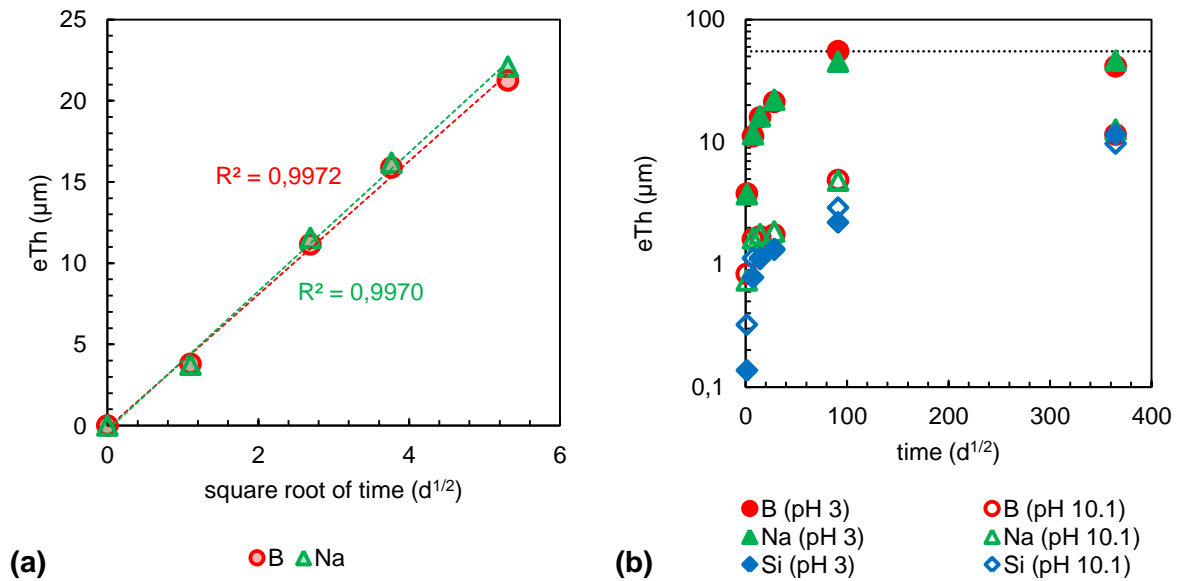 25
20
15
10
5
0
eTh (µm)
R² = 0,9972
R² = 0,9970
0 2 4 6
square root of time (d1/2)
(a)
B Na
100
10
1
0,1
eTh (µm)
0 100 200 300 400
time (d1/2)
B (pH 3) B (pH 10.1)
Na (pH 3) Na (pH 10.1)
(b) Si (pH 3) Si (pH 10.1)